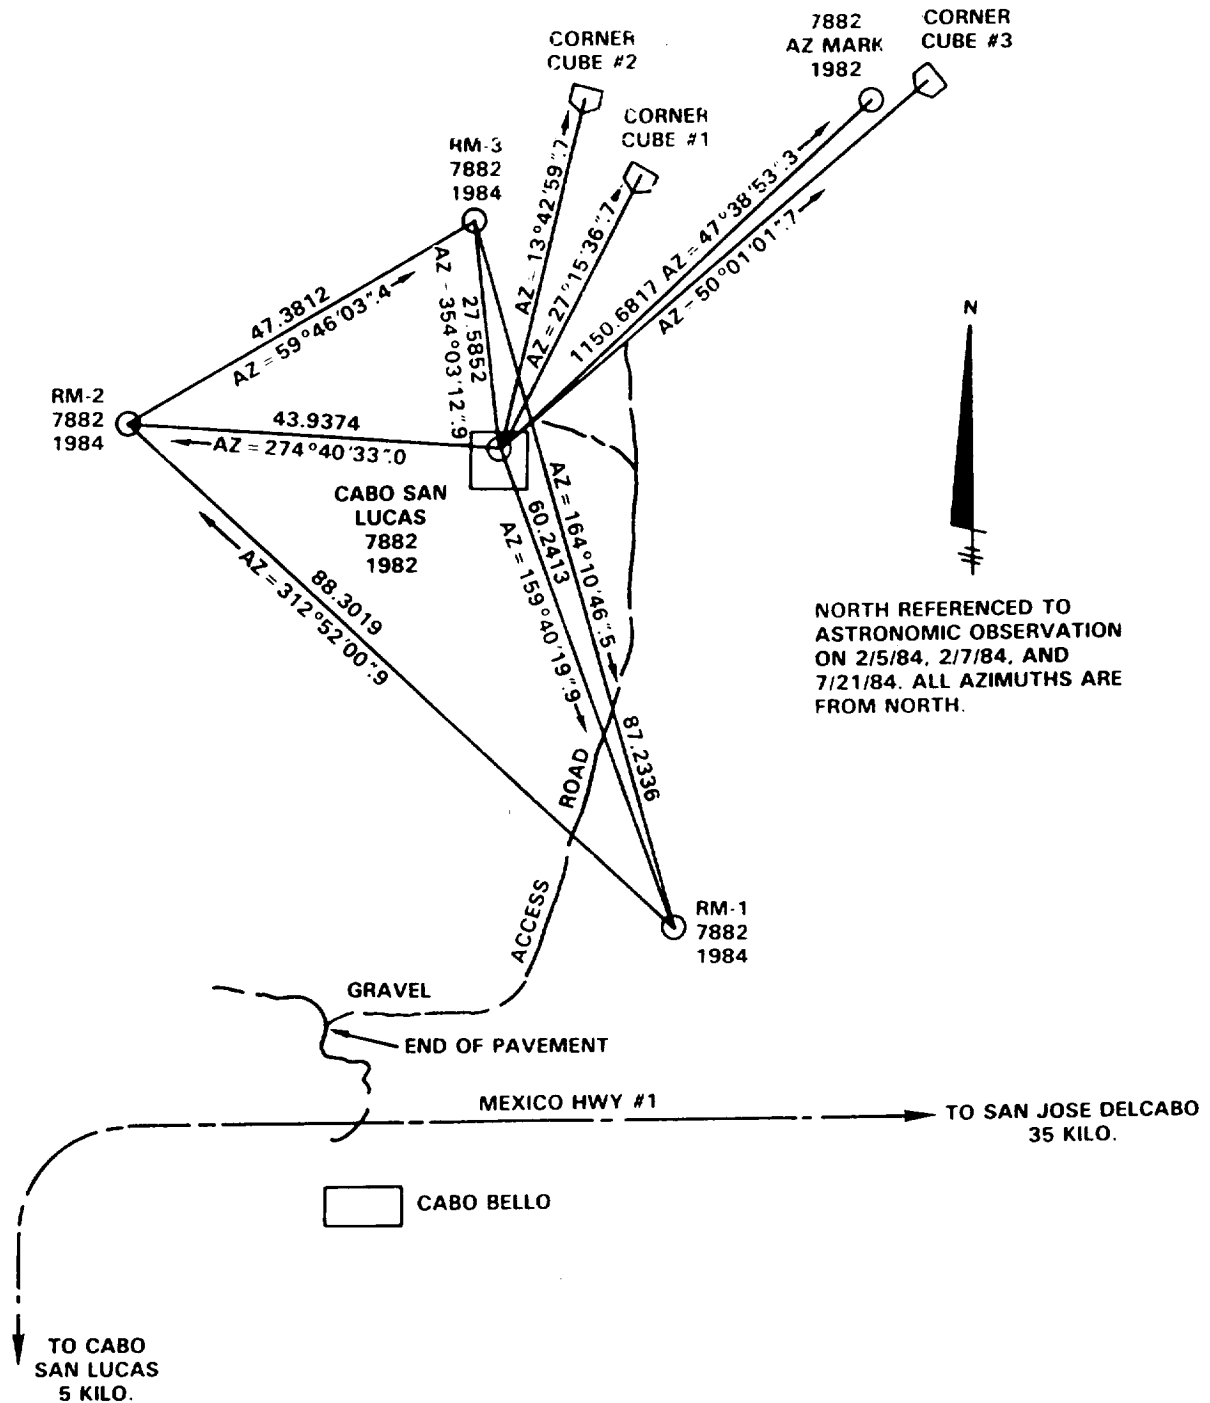 CORNER
CUBE #2
7882
AZ MARK
1982
CORNER
CUBE #3
CORNER
CUBE #1
RM-3
7882
1984
AZ = 13°42'59".7
AZ = 27°15'36".7
1150.6817 AZ = 47°38'53".3
AZ = 50°01'01".7
47.3812
AZ = 59°46'03".4
27.5852
AZ - 354°03'12".9
N
RM-2
7882
1984
43.9374
AZ = 274°40'33".0
CABO SAN
LUCAS
7882
1982
60.2413
AZ = 159°40'19".9
AZ = 164°10'46".5
87.2336
88.3019
AZ = 312°52'00".9
NORTH REFERENCED TO
ASTRONOMIC OBSERVATION
ON 2/5/84, 2/7/84, AND
7/21/84. ALL AZIMUTHS ARE
FROM NORTH.
ROAD
ACCESS
GRAVEL
RM-1
7882
1984
END OF PAVEMENT
MEXICO HWY #1
TO SAN JOSE DELCABO
35 KILO.
CABO BELLO
TO CABO
SAN LUCAS
5 KILO.